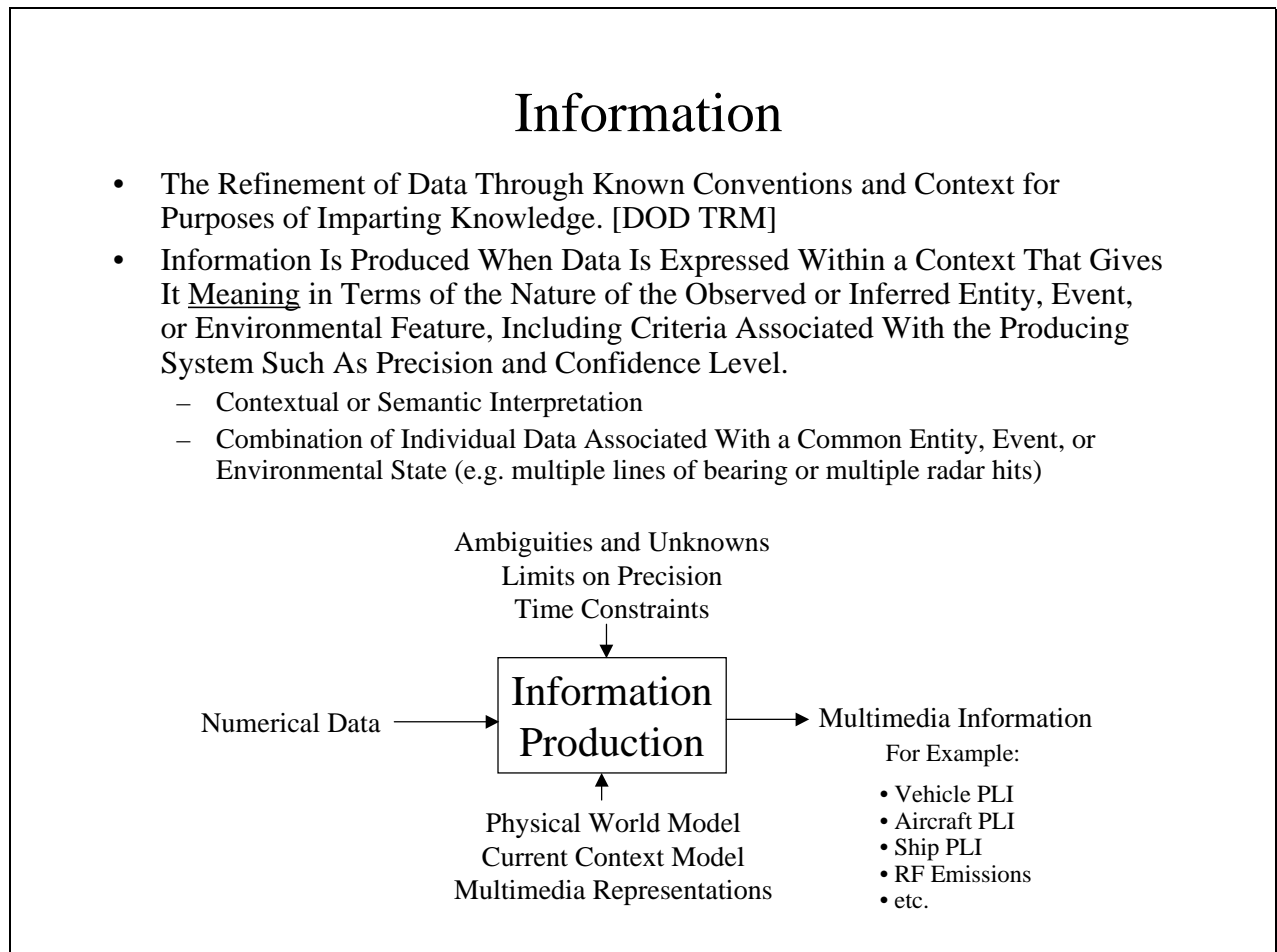 Information
• The Refinement of Data Through Known Conventions and Context for
Purposes of Imparting Knowledge. [DOD TRM]
• Information Is Produced When Data Is Expressed Within a Context That Gives
It Meaning in Terms of the Nature of the Observed or Inferred Entity, Event,
or Environmental Feature, Including Criteria Associated With the Producing
System Such As Precision and Confidence Level.
– Contextual or Semantic Interpretation
– Combination of Individual Data Associated With a Common Entity, Event, or
Environmental State (e.g. multiple lines of bearing or multiple radar hits)
Ambiguities and Unknowns
Limits on Precision
Time Constraints
Numerical Data
Information
Production
Multimedia Information
For Example:
• Vehicle PLI
• Aircraft PLI
• Ship PLI
• RF Emissions
• etc.
Physical World Model
Current Context Model
Multimedia Representations